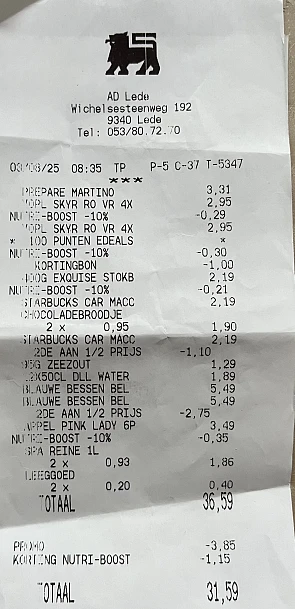 AD Lede
Wichelsesteenweg 192
9340 Lede
Tel: 053/80.72.70
03/08/25 08:35 TP P-5 C-37 T-5347
***
PREPARE MARTINO 3,31
SKYR RO VR 4X 2,95
NUTRI-BOOST -10% -0,29
SKYR RO VR 4X 2,95
* 100 PUNTEN EDEALS *
NUTRI-BOOST -10% -0,30
KORTINGBON -1,00
EXQUISE STOKB 2,19
NUTRI-BOOST -10% -0,21
STARBUCKS CAR MACC 2,19
CHOCOLADEBROODJE
2 x 0,95 1,90
STARBUCKS CAR MACC 2,19
2DE AAN 1/2 PRIJS -1,10
ZEEZOUT 1,29
DLL WATER 1,89
BLAUWE BESSEN BEL 5,49
BLAUWE BESSEN BEL 5,49
2DE AAN 1/2 PRIJS -2,75
APPEL PINK LADY 6P 3,49
NUTRI-BOOST -10% -0,35
SPA REINE 1L
2 x 0,93 1,86
LEEGGOED
2 x 0,20 0,40
TOTAAL 36,59
PROMO -3,85
KORTING NUTRI-BOOST -1,15
TOTAAL 31,59